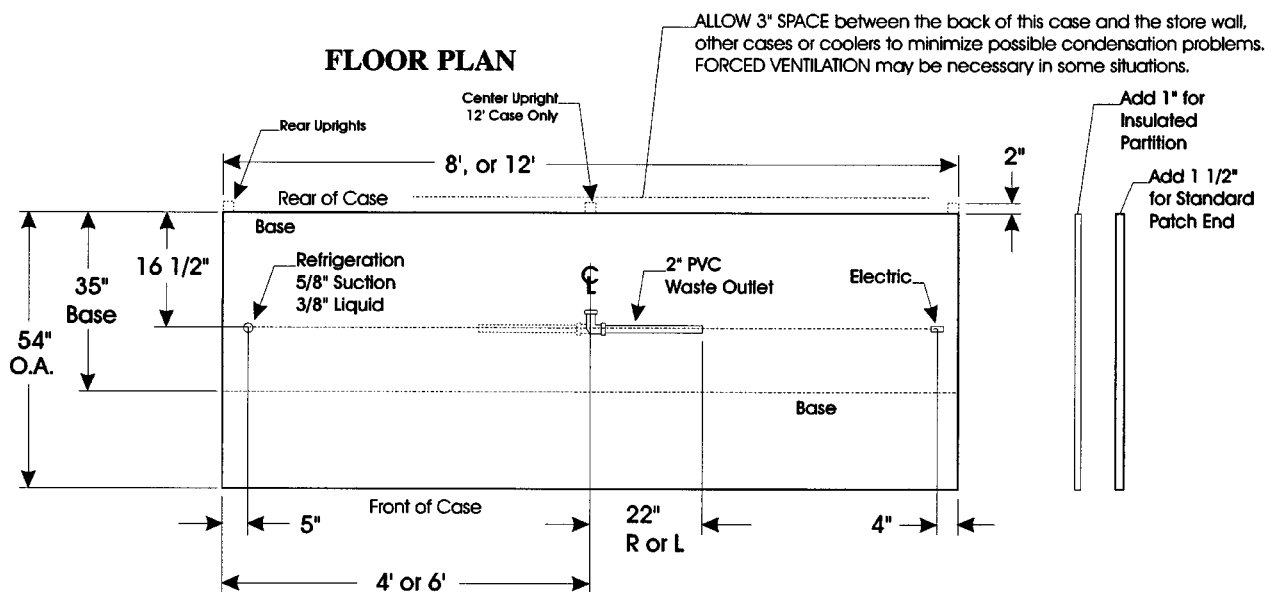 ALLOW 3" SPACE between the back of this case and the store wall,
other cases or coolers to minimize possible condensation problems.
FORCED VENTILATION may be necessary in some situations.
FLOOR PLAN
Center Upright
12' Case Only
Rear Uprights
Add 1" for
Insulated
Partition
8', or 12'
2"
Add 1 1/2"
for Standard
Patch End
Rear of Case
Base
16 1/2"
Refrigeration
5/8" Suction
3/8" Liquid
CL
2" PVC
Waste Outlet
Electric
35"
Base
54"
O.A.
Base
Front of Case
5"
22"
R or L
4"
4' or 6'